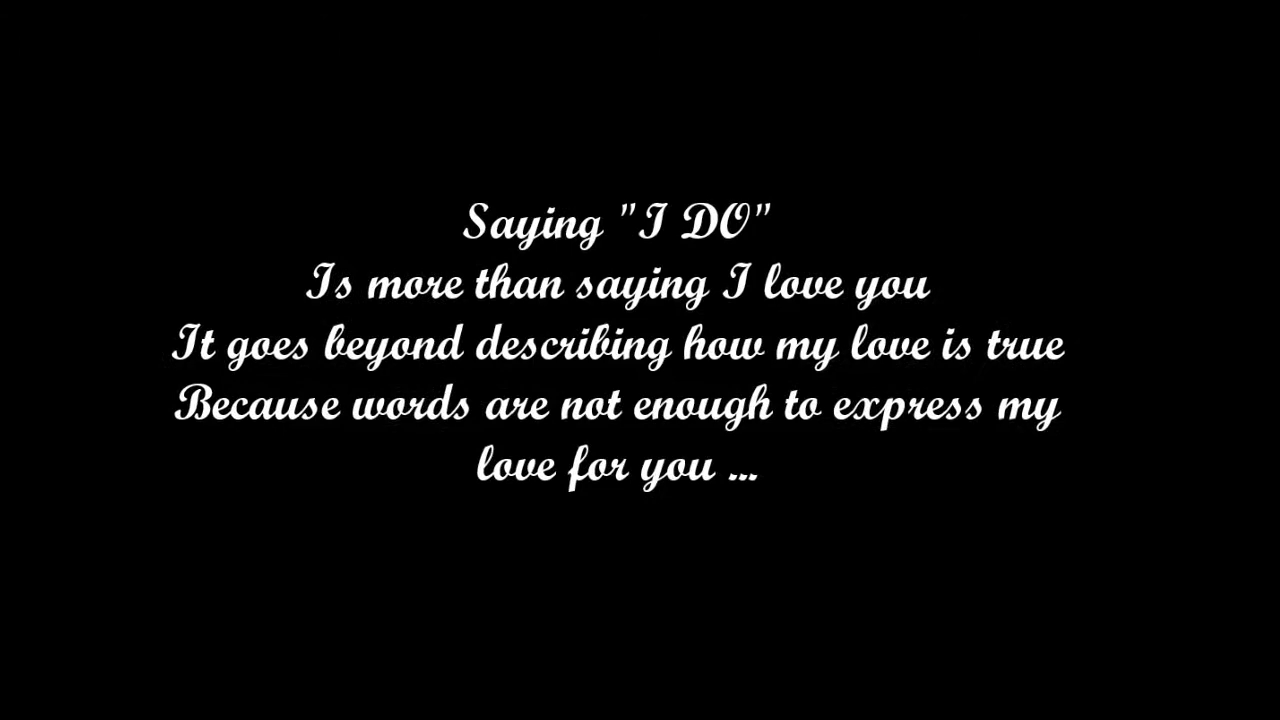 Saying "I DO"
Is more than saying I love you
It goes beyond describing how my love is true
Because words are not enough to express my
love for you ...